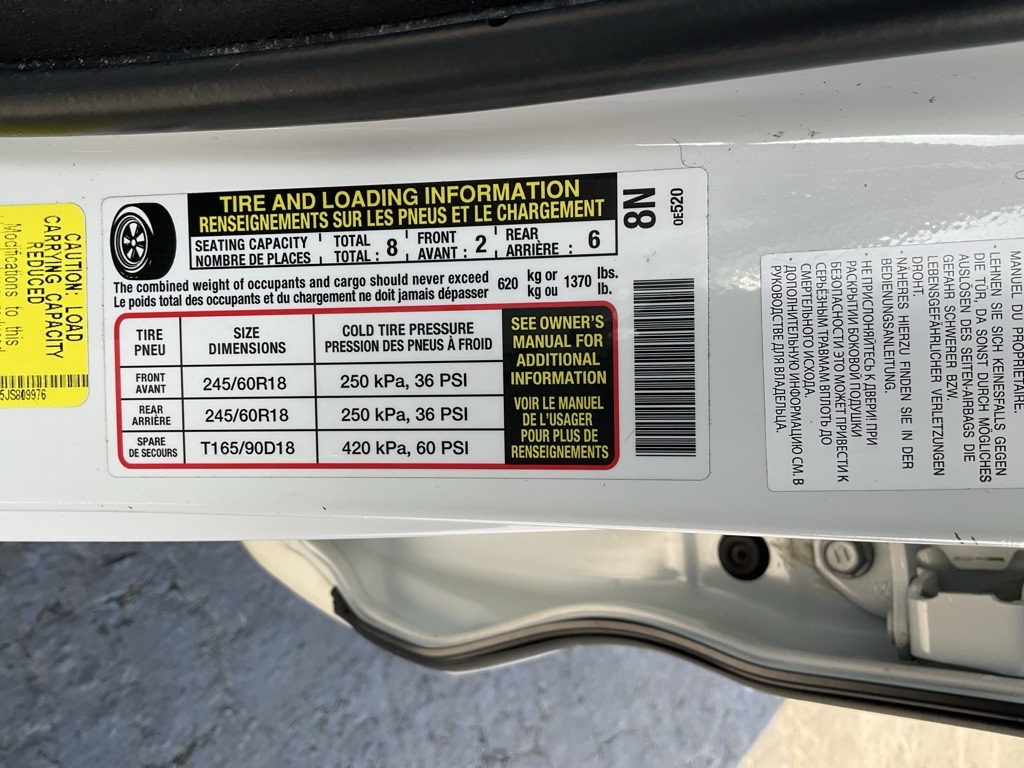 CAUTION: LOAD
CARRYING CAPACITY
REDUCED
Modifications to this
5JS809976
TIRE AND LOADING INFORMATION
RENSEIGNEMENTS SUR LES PNEUS ET LE CHARGEMENT
SEATING CAPACITY TOTAL 8 FRONT 2 REAR 6
NOMBRE DE PLACES TOTAL : AVANT : ARRIÈRE :
The combined weight of occupants and cargo should never exceed 620 kg or 1370 lbs.
Le poids total des occupants et du chargement ne doit jamais dépasser kg ou lb.
TIRE SIZE COLD TIRE PRESSURE
PNEU DIMENSIONS PRESSION DES PNEUS À FROID
FRONT
AVANT 245/60R18 250 kPa, 36 PSI
REAR
ARRIÈRE 245/60R18 250 kPa, 36 PSI
SPARE
DE SECOURS T165/90D18 420 kPa, 60 PSI
SEE OWNER'S
MANUAL FOR
ADDITIONAL
INFORMATION
VOIR LE MANUEL
DE L'USAGER
POUR PLUS DE
RENSEIGNEMENTS
8N
0E520
MANUEL DU PROPRIÉTAIRE.
· LEHNEN SIE SICH KEINESFALLS GEGEN
DIE TÜR, DA SONST DURCH MÖGLICHES
AUSLÖSEN DES SEITEN-AIRBAGS DIE
GEFAHR SCHWERER BZW.
LEBENSGEFÄHRLICHER VERLETZUNGEN
DROHT.
· NÄHERES HIERZU FINDEN SIE IN DER
BEDIENUNGSANLEITUNG.
· НЕ ПРИСЛОНЯЙТЕСЬ К ДВЕРИ! ПРИ
РАСКРЫТИИ БОКОВОЙ ПОДУШКИ
БЕЗОПАСНОСТИ ЭТО МОЖЕТ ПРИВЕСТИ К
СЕРЬЁЗНЫМ ТРАВМАМ ВПЛОТЬ ДО
СМЕРТЕЛЬНОГО ИСХОДА.
· ДОПОЛНИТЕЛЬНУЮ ИНФОРМАЦИЮ СМ. В
РУКОВОДСТВЕ ДЛЯ ВЛАДЕЛЬЦА.